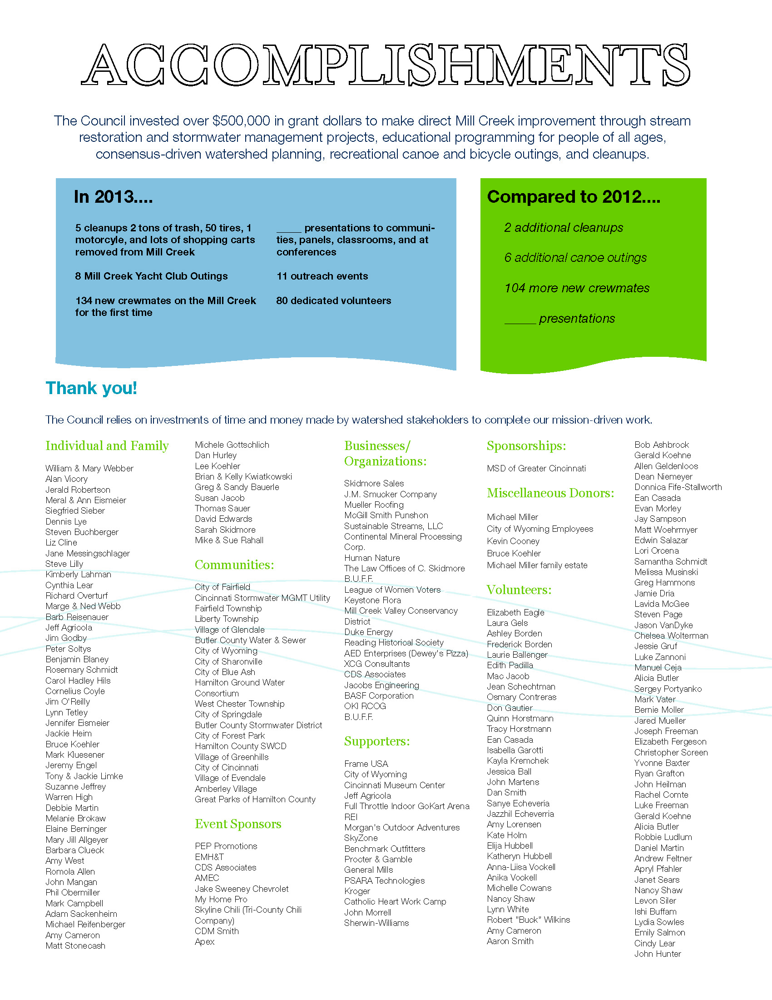 ACCOMPLISHMENTS
The Council invested over $500,000 in grant dollars to make direct Mill Creek improvement through stream
restoration and stormwater management projects, educational programming for people of all ages,
consensus-driven watershed planning, recreational canoe and bicycle outings, and cleanups.
In 2013....
5 cleanups 2 tons of trash, 50 tires, 1
motorcyle, and lots of shopping carts
removed from Mill Creek
8 Mill Creek Yacht Club Outings
134 new crewmates on the Mill Creek
for the first time
____ presentations to communi-
ties, panels, classrooms, and at
conferences
11 outreach events
80 dedicated volunteers
Compared to 2012....
2 additional cleanups
6 additional canoe outings
104 more new crewmates
____ presentations
Thank you!
The Council relies on investments of time and money made by watershed stakeholders to complete our mission-driven work.
Individual and Family
William & Mary Webber
Alan Vicory
Jerald Robertson
Meral & Ann Eismeier
Siegfried Sieber
Dennis Lye
Steven Buchberger
Liz Cline
Jane Messingschlager
Steve Lilly
Kimberly Lahman
Cynthia Lear
Richard Overturf
Marge & Ned Webb
Barb Reisenauer
Jeff Agricola
Jim Godby
Peter Soltys
Benjamin Blaney
Rosemary Schmidt
Carol Hadley Hils
Cornelius Coyle
Jim O'Reilly
Lynn Tetley
Jennifer Eismeier
Jackie Heim
Bruce Koehler
Mark Kluesener
Jeremy Engel
Tony & Jackie Limke
Suzanne Jeffrey
Warren High
Debbie Martin
Melanie Brokaw
Elaine Berninger
Mary Jill Allgeyer
Barbara Clueck
Amy West
Romola Allen
John Mangan
Phil Obermiller
Mark Campbell
Adam Sackenheim
Michael Reifenberger
Amy Cameron
Matt Stonecash
Michele Gottschlich
Dan Hurley
Lee Koehler
Brian & Kelly Kwiatkowski
Greg & Sandy Bauerle
Susan Jacob
Thomas Sauer
David Edwards
Sarah Skidmore
Mike & Sue Rahall
Communities:
City of Fairfield
Cincinnati Stormwater MGMT Utility
Fairfield Township
Liberty Township
Village of Glendale
Butler County Water & Sewer
City of Wyoming
City of Sharonville
City of Blue Ash
Hamilton Ground Water
Consortium
West Chester Township
City of Springdale
Butler County Stormwater District
City of Forest Park
Hamilton County SWCD
Village of Greenhills
City of Cincinnati
Village of Evendale
Amberley Village
Great Parks of Hamilton County
Event Sponsors
PEP Promotions
EMH&T
CDS Associates
AMEC
Jake Sweeney Chevrolet
My Home Pro
Skyline Chili (Tri-County Chili
Company)
CDM Smith
Apex
Businesses/
Organizations:
Skidmore Sales
J.M. Smucker Company
Mueller Roofing
McGill Smith Punshon
Sustainable Streams, LLC
Continental Mineral Processing
Corp.
Human Nature
The Law Offices of C. Skidmore
B.U.F.F.
League of Women Voters
Keystone Flora
Mill Creek Valley Conservancy
District
Duke Energy
Reading Historical Society
AED Enterprises (Dewey's Pizza)
XCG Consultants
CDS Associates
Jacobs Engineering
BASF Corporation
OKI RCOG
B.U.F.F.
Supporters:
Frame USA
City of Wyoming
Cincinnati Museum Center
Jeff Agricola
Full Throttle Indoor GoKart Arena
REI
Morgan's Outdoor Adventures
SkyZone
Benchmark Outfitters
Procter & Gamble
General Mills
PSARA Technologies
Kroger
Catholic Heart Work Camp
John Morrell
Sherwin-Williams
Sponsorships:
MSD of Greater Cincinnati
Miscellaneous Donors:
Michael Miller
City of Wyoming Employees
Kevin Cooney
Bruce Koehler
Michael Miller family estate
Volunteers:
Elizabeth Eagle
Laura Gels
Ashley Borden
Frederick Borden
Laurie Ballenger
Edith Padilla
Mac Jacob
Jean Schechtman
Osmary Contreras
Don Gautier
Quinn Horstmann
Tracy Horstmann
Ean Casada
Isabella Garotti
Kayla Kremchek
Jessica Ball
John Martens
Dan Smith
Sanye Echeveria
Jazzhil Echeverria
Amy Lorensen
Kate Holm
Elija Hubbell
Katheryn Hubbell
Anna-Liisa Vockell
Anika Vockell
Michelle Cowans
Nancy Shaw
Lynn White
Robert "Buck" Wilkins
Amy Cameron
Aaron Smith
Bob Ashbrock
Gerald Koehne
Allen Geldenloos
Dean Niemeyer
Donnica Fife-Stallworth
Ean Casada
Evan Morley
Jay Sampson
Matt Woehrmyer
Edwin Salazar
Lori Orcena
Samantha Schmidt
Melissa Musinski
Greg Hammons
Jamie Dria
Lavida McGee
Steven Page
Jason VanDyke
Chelsea Wolterman
Jessie Gruf
Luke Zannoni
Manuel Ceja
Alicia Butler
Sergey Portyanko
Mark Vater
Bernie Moller
Jared Mueller
Joseph Freeman
Elizabeth Fergeson
Christopher Screen
Yvonne Baxter
Ryan Grafton
John Heilman
Rachel Comte
Luke Freeman
Gerald Koehne
Alicia Butler
Robbie Ludlum
Daniel Martin
Andrew Feltner
Apryl Pfahler
Janet Sears
Nancy Shaw
Levon Siler
Ishi Buffam
Lydia Sowles
Emily Salmon
Cindy Lear
John Hunter